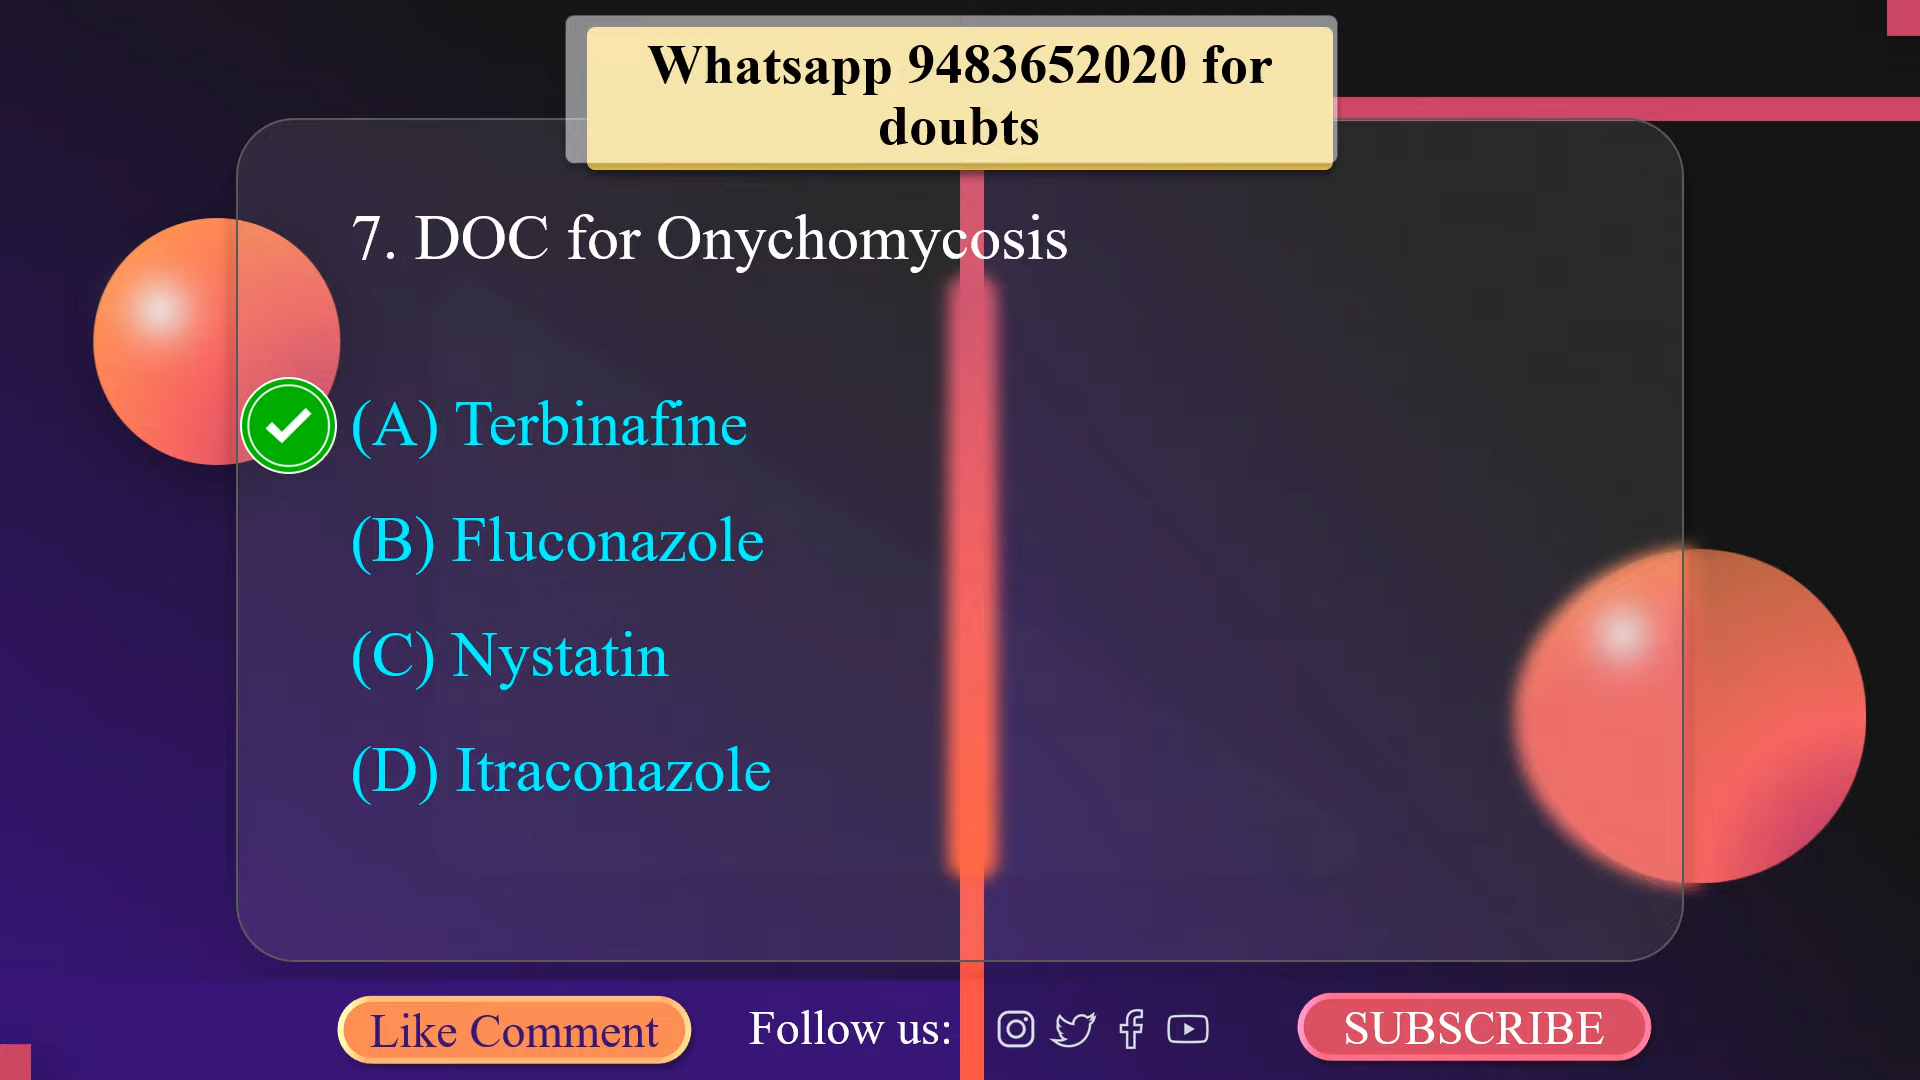 Whatsapp 9483652020 for
doubts
7. DOC for Onychomycosis
(A) Terbinafine
(B) Fluconazole
(C) Nystatin
(D) Itraconazole
Like Comment
Follow us:
SUBSCRIBE